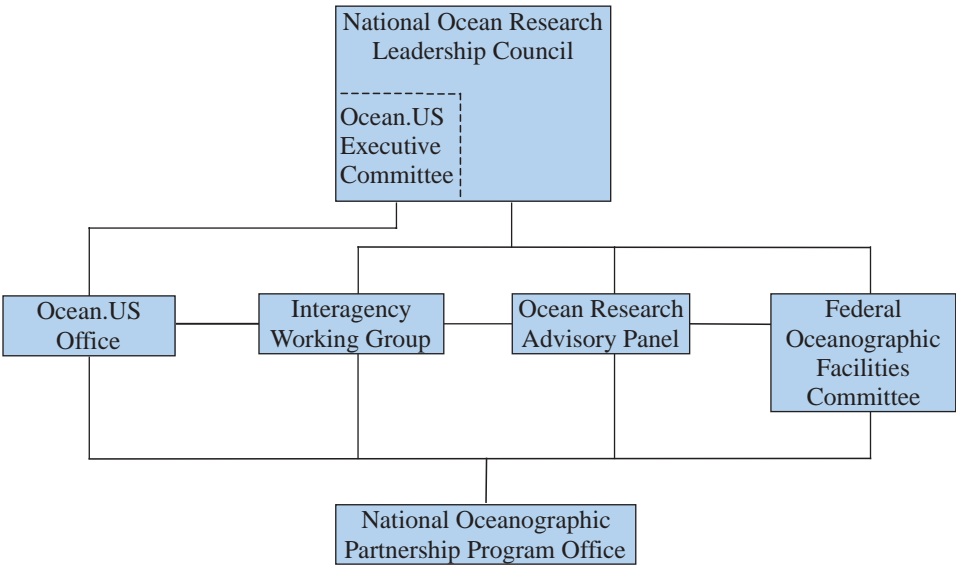 National Ocean Research
Leadership Council
Ocean.US
Executive
Committee
Ocean.US
Office
Interagency
Working Group
Ocean Research
Advisory Panel
Federal
Oceanographic
Facilities
Committee
National Oceanographic
Partnership Program Office